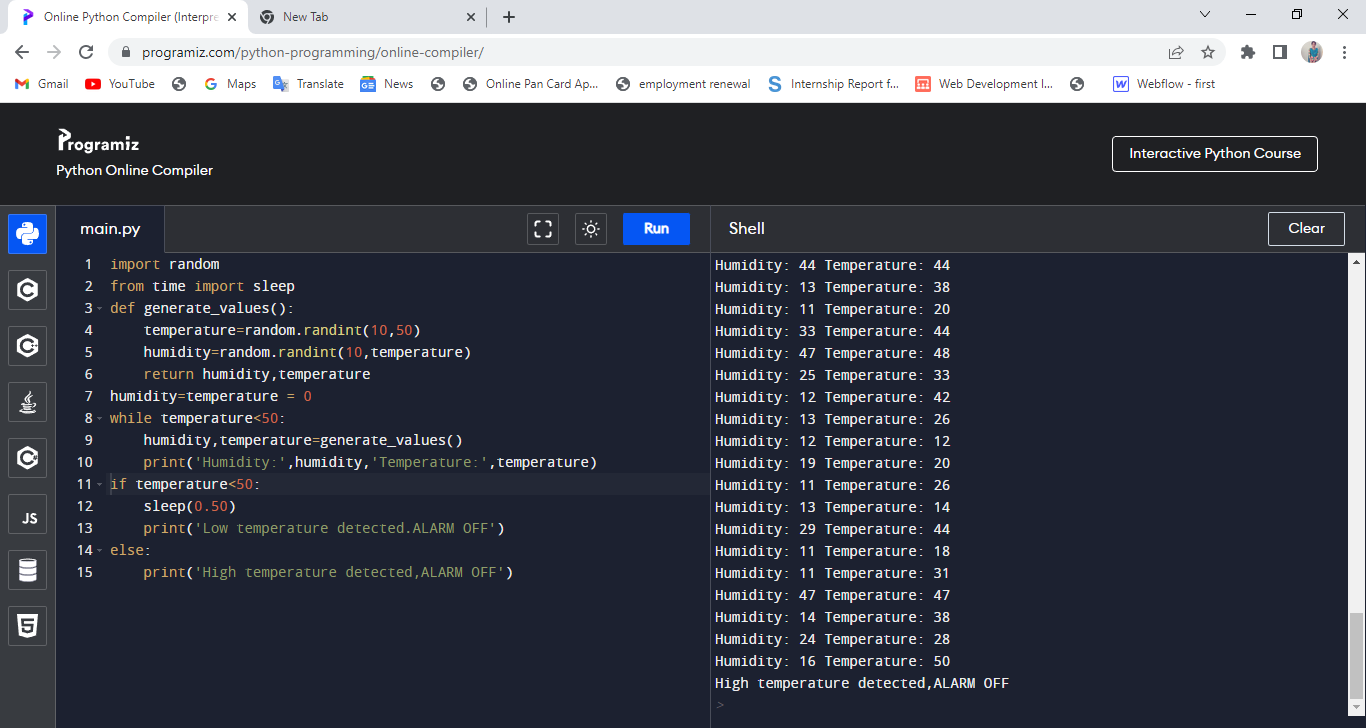 Online Python Compiler (Interpre
New Tab
programiz.com/python-programming/online-compiler/
Gmail YouTube Maps Translate News Online Pan Card Ap... employment renewal Internship Report f... Web Development I... Webflow - first
Programiz
Python Online Compiler
Interactive Python Course
main.py
Run
Shell
Clear
JS
1 import random
2 from time import sleep
3 def generate_values():
4     temperature=random.randint(10,50)
5     humidity=random.randint(10,temperature)
6     return humidity,temperature
7 humidity=temperature = 0
8 while temperature<50:
9     humidity,temperature=generate_values()
10     print('Humidity:',humidity,'Temperature:',temperature)
11 if temperature<50:
12     sleep(0.50)
13     print('Low temperature detected.ALARM OFF')
14 else:
15     print('High temperature detected,ALARM OFF')
Humidity: 44 Temperature: 44
Humidity: 13 Temperature: 38
Humidity: 11 Temperature: 20
Humidity: 33 Temperature: 44
Humidity: 47 Temperature: 48
Humidity: 25 Temperature: 33
Humidity: 12 Temperature: 42
Humidity: 13 Temperature: 26
Humidity: 12 Temperature: 12
Humidity: 19 Temperature: 20
Humidity: 11 Temperature: 26
Humidity: 13 Temperature: 14
Humidity: 29 Temperature: 44
Humidity: 11 Temperature: 18
Humidity: 11 Temperature: 31
Humidity: 47 Temperature: 47
Humidity: 14 Temperature: 38
Humidity: 24 Temperature: 28
Humidity: 16 Temperature: 50
High temperature detected,ALARM OFF
>